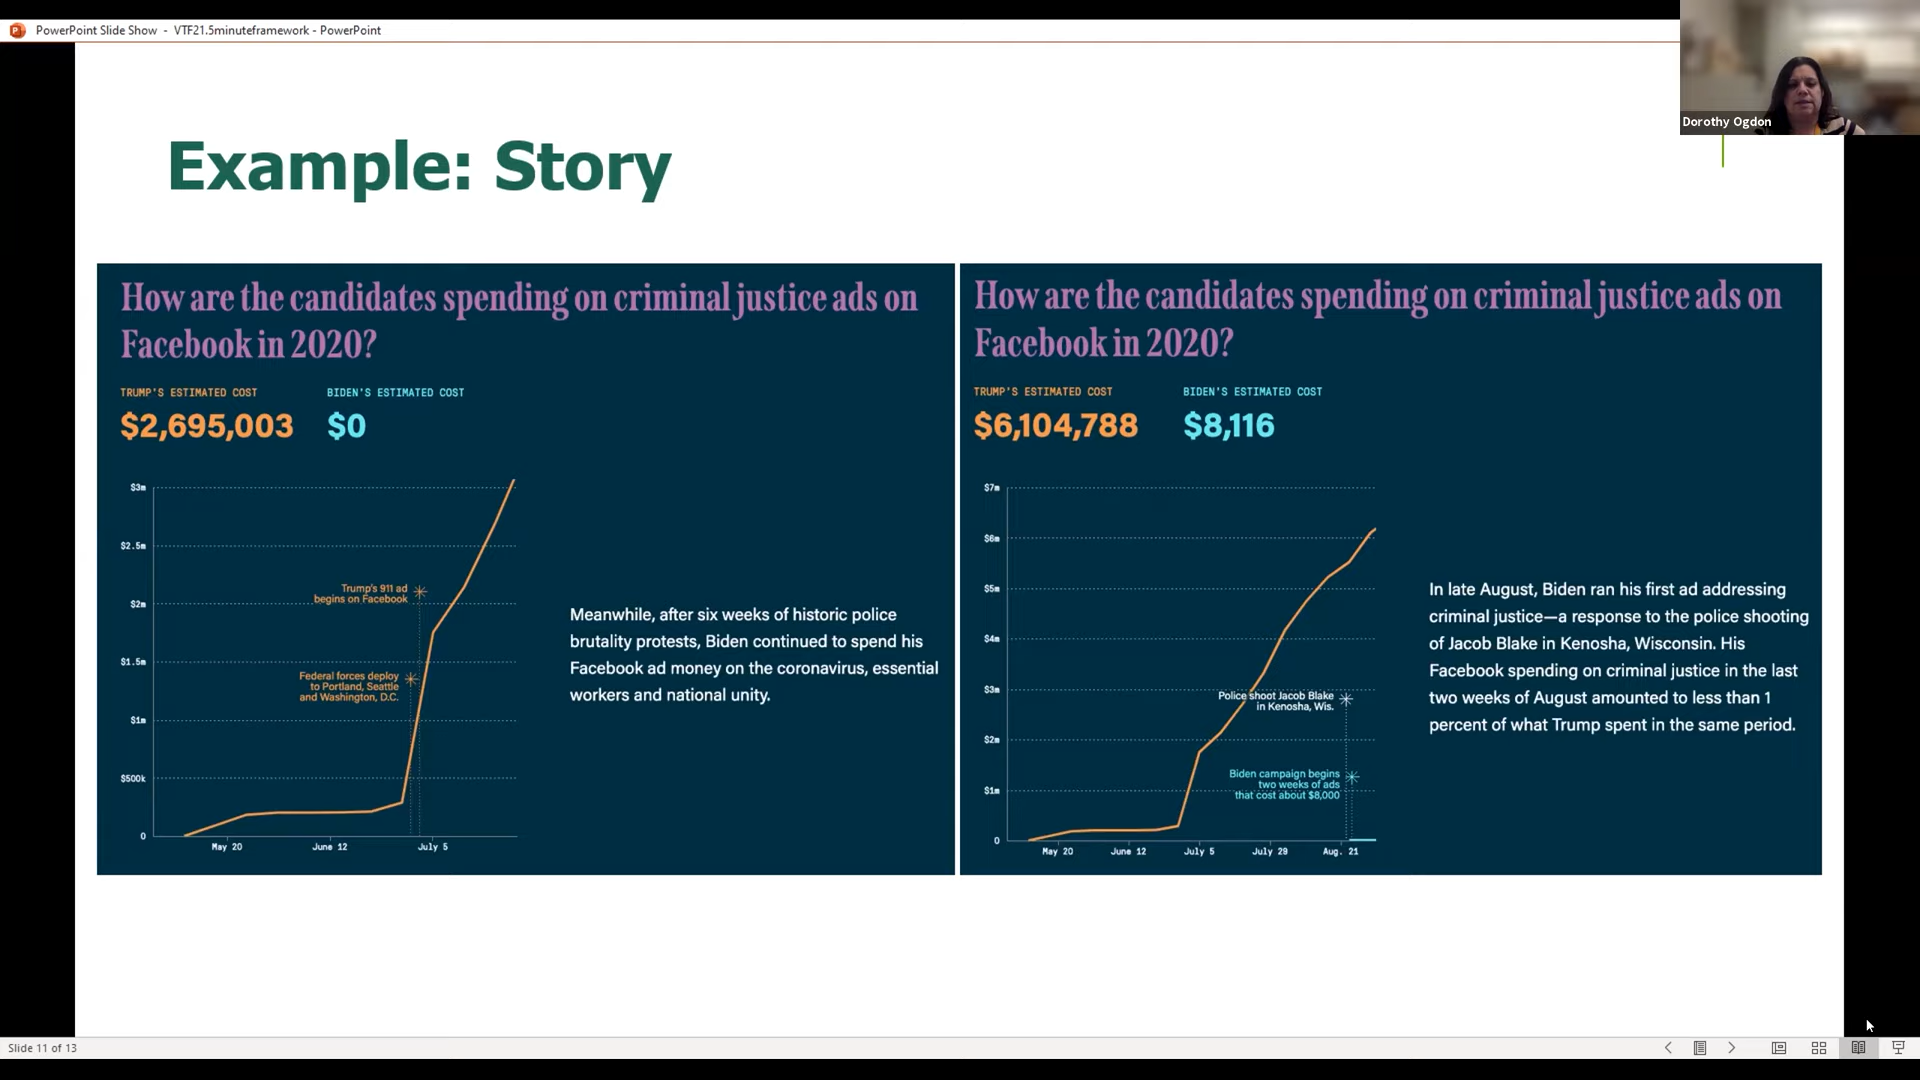 PowerPoint Slide Show - VTF21.5minuteframework - PowerPoint
Dorothy Ogdon
Example: Story
How are the candidates spending on criminal justice ads on
Facebook in 2020?
TRUMP'S ESTIMATED COST
BIDEN'S ESTIMATED COST
$2,695,003
$0
$3m
$2.5m
$2m
$1.5m
$1m
$500k
0
Trump's 911 ad
begins on Facebook
Federal forces deploy
to Portland, Seattle
and Washington, D.C.
May 20
June 12
July 5
Meanwhile, after six weeks of historic police
brutality protests, Biden continued to spend his
Facebook ad money on the coronavirus, essential
workers and national unity.
How are the candidates spending on criminal justice ads on
Facebook in 2020?
TRUMP'S ESTIMATED COST
BIDEN'S ESTIMATED COST
$6,104,788
$8,116
$7m
$6m
$5m
$4m
$3m
$2m
$1m
0
Police shoot Jacob Blake
in Kenosha, Wis.
Biden campaign begins
two weeks of ads
that cost about $8,000
May 20
June 12
July 5
July 29
Aug. 21
In late August, Biden ran his first ad addressing
criminal justice—a response to the police shooting
of Jacob Blake in Kenosha, Wisconsin. His
Facebook spending on criminal justice in the last
two weeks of August amounted to less than 1
percent of what Trump spent in the same period.
Slide 11 of 13